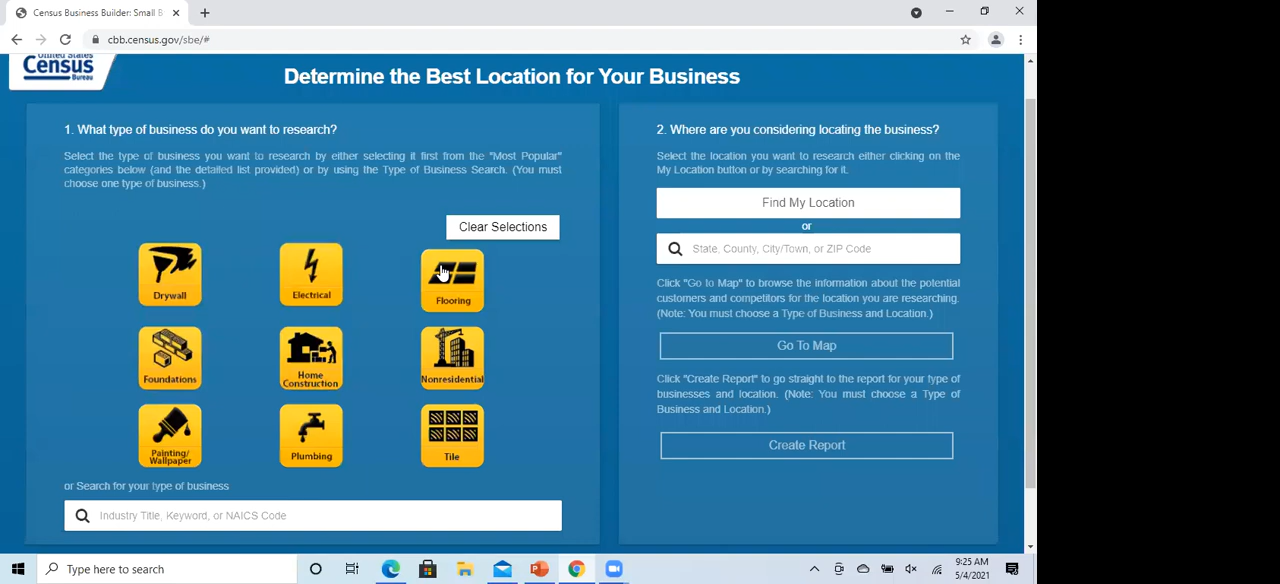 Census Business Builder: Small B
cbb.census.gov/sbe/#
United States
Census
Bureau
Determine the Best Location for Your Business
1. What type of business do you want to research?
Select the type of business you want to research by either selecting it first from the "Most Popular"
categories below (and the detailed list provided) or by using the Type of Business Search. (You must
choose one type of business.)
Clear Selections
Drywall
Electrical
Flooring
Foundations
Home
Construction
Nonresidential
Painting/
Wallpaper
Plumbing
Tile
or Search for your type of business
Industry Title, Keyword, or NAICS Code
2. Where are you considering locating the business?
Select the location you want to research either clicking on the
My Location button or by searching for it.
Find My Location
or
State, County, City/Town, or ZIP Code
Click "Go to Map" to browse the information about the potential
customers and competitors for the location you are researching.
(Note: You must choose a Type of Business and Location.)
Go To Map
Click "Create Report" to go straight to the report for your type of
businesses and location. (Note: You must choose a Type of
Business and Location.)
Create Report
Type here to search
9:25 AM
5/4/2021